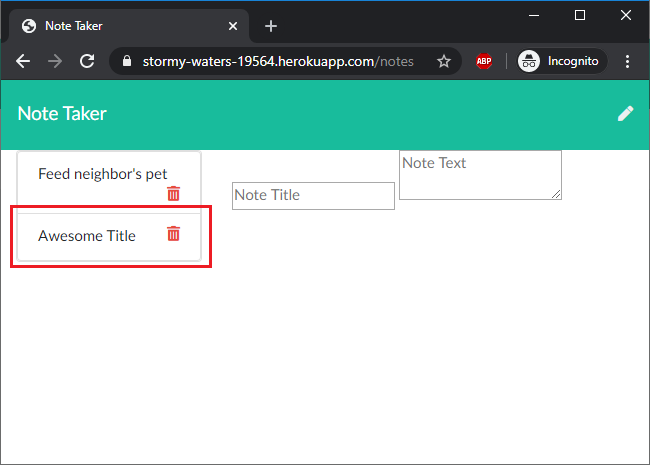 Note Taker
stormy-waters-19564.herokuapp.com/notes
ABP
Incognito
Note Taker
Feed neighbor's pet
Note Title
Note Text
Awesome Title